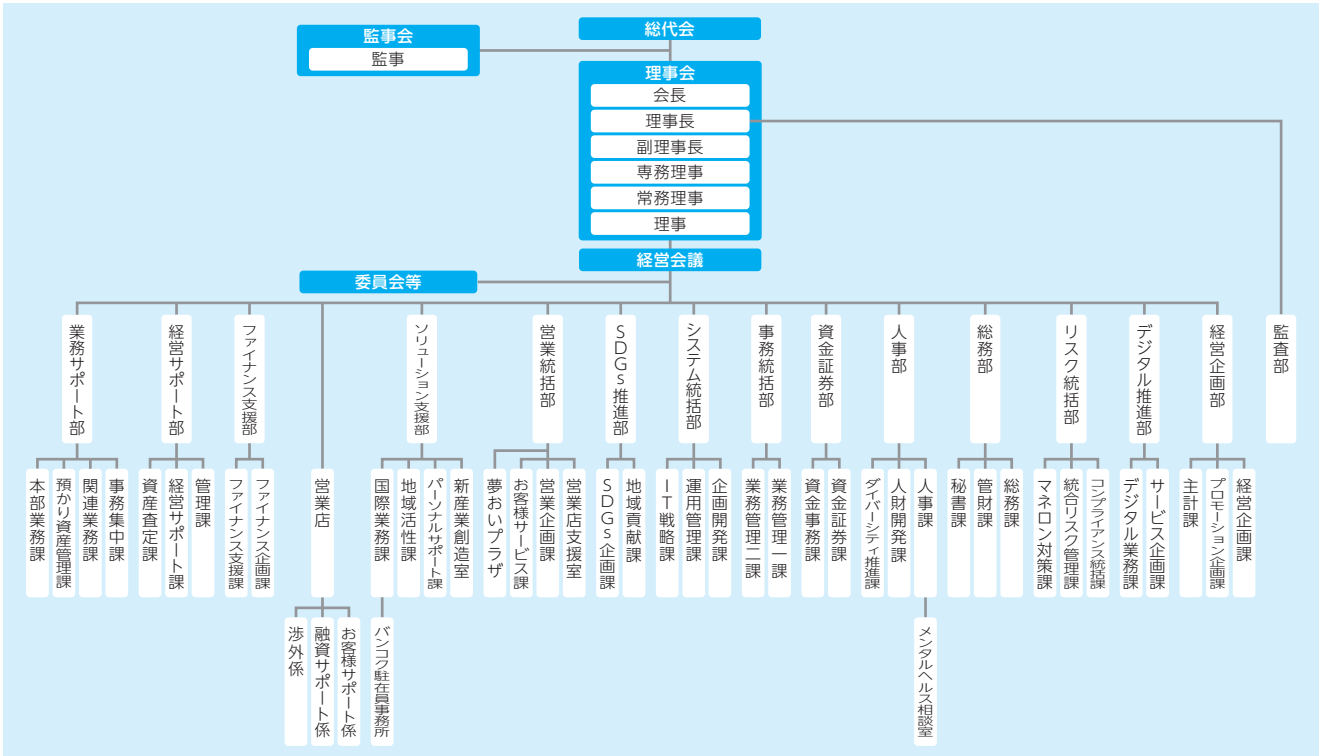 総代会
監事会
監事
理事会
会長
理事長
副理事長
専務理事
常務理事
理事
経営会議
委員会等
業務サポート部
経営サポート部
ファイナンス支援部
ソリューション支援部
営業統括部
SDGs推進部
システム統括部
事務統括部
資金証券部
人事部
総務部
リスク統括部
デジタル推進部
経営企画部
監査部
本部業務課
預かり資産管理課
関連業務課
事務集中課
資産査定課
経営サポート課
管理課
ファイナンス支援課
ファイナンス企画課
営業店
国際業務課
地域活性課
パーソナルサポート課
新産業創造室
夢おいプラザ
お客様サービス課
営業企画課
営業店支援室
SDGs企画課
地域貢献課
IT戦略課
運用管理課
企画開発課
業務管理二課
業務管理一課
資金事務課
資金証券課
ダイバーシティ推進課
人財開発課
人事課
秘書課
管財課
総務課
マネロン対策課
統合リスク管理課
コンプライアンス統括課
デジタル業務課
サービス企画課
主計課
プロモーション企画課
経営企画課
渉外係
融資サポート係
お客様サポート係
バンコク駐在員事務所
メンタルヘルス相談室